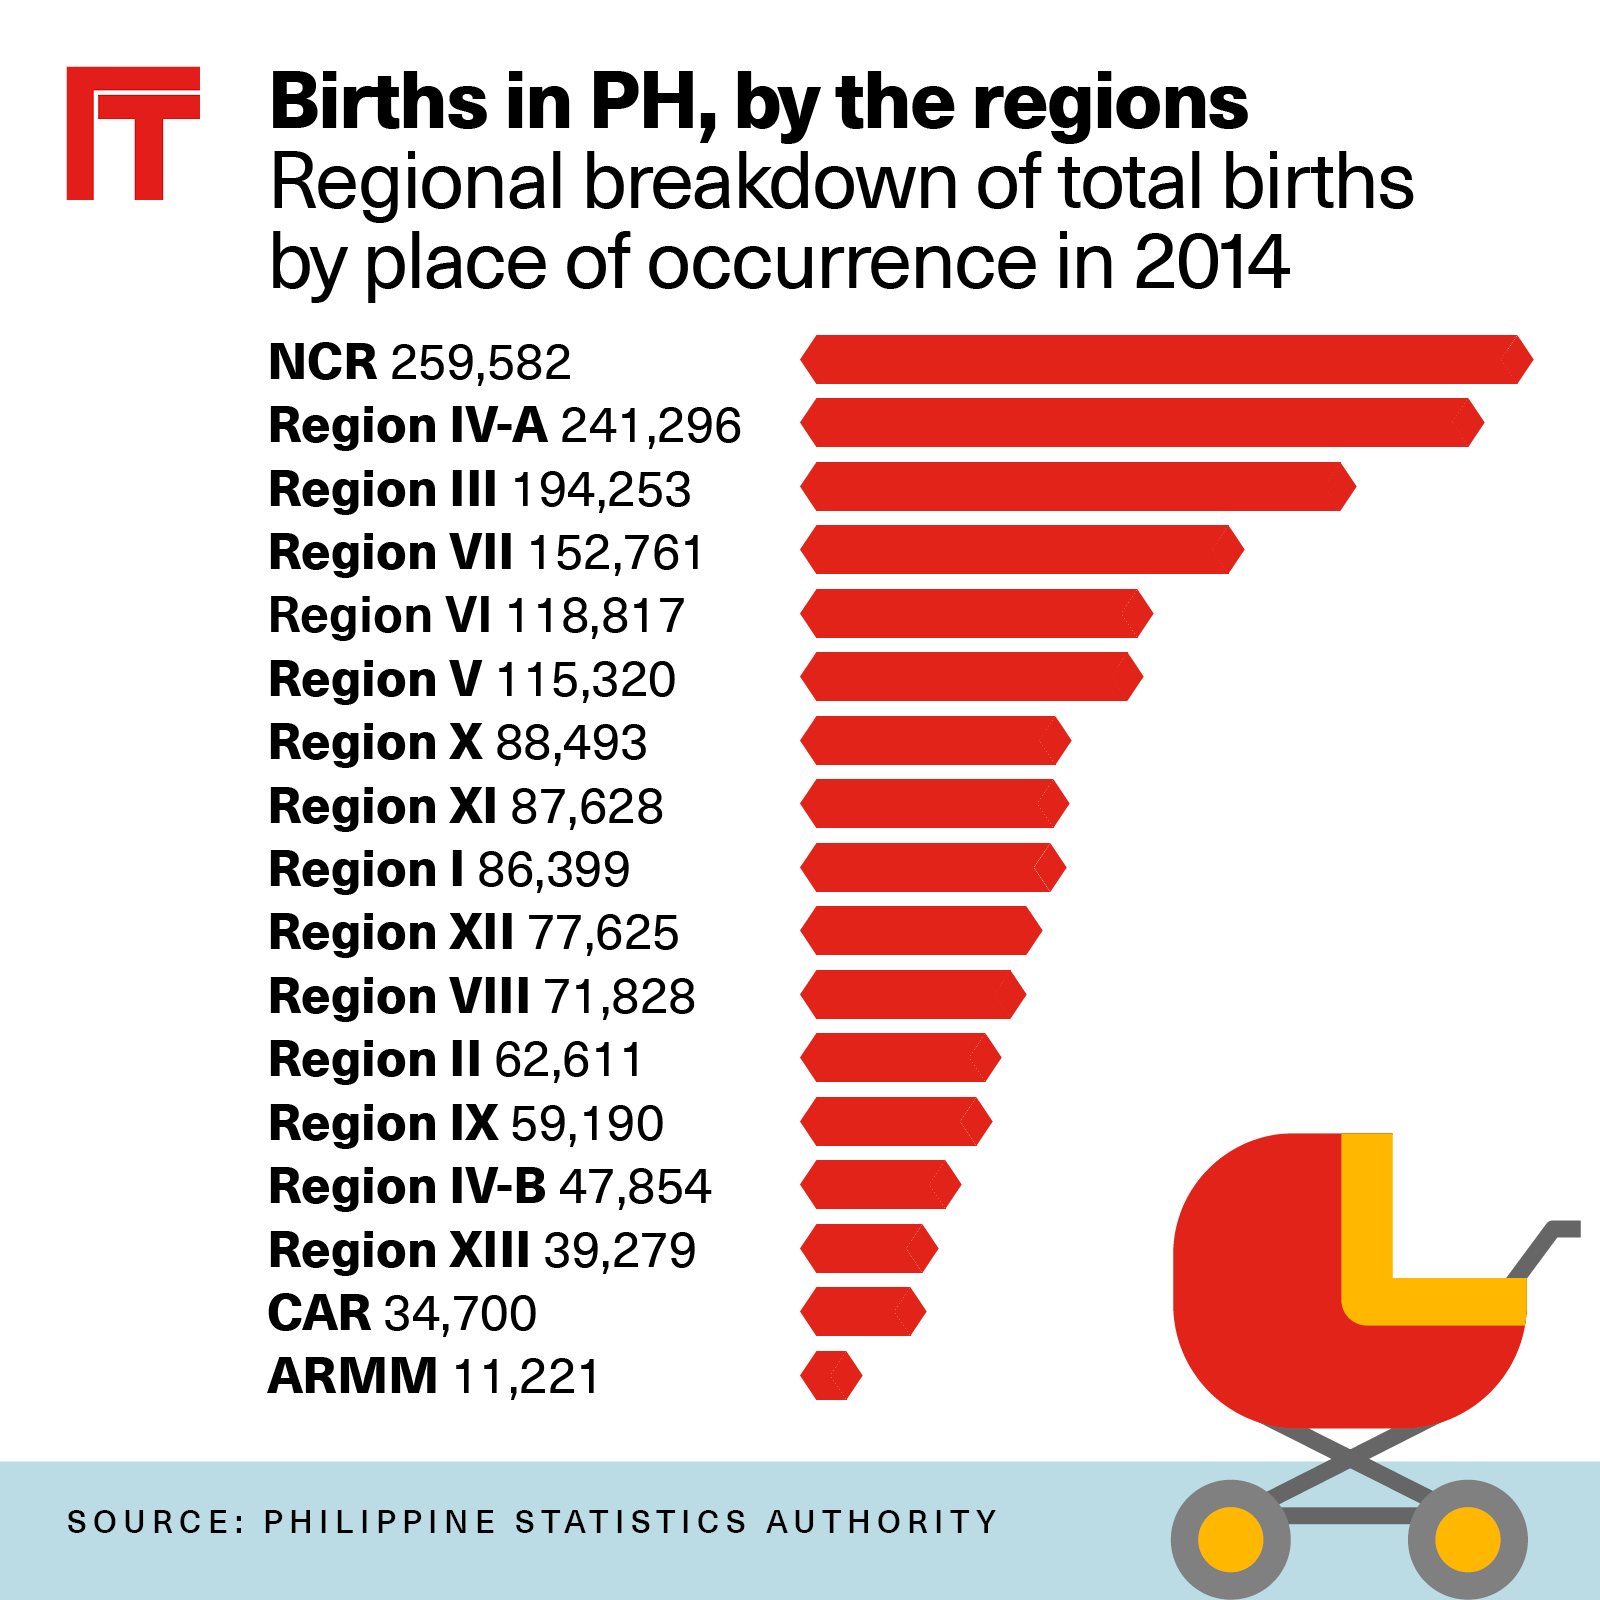 FT
Births in PH, by the regions
Regional breakdown of total births
by place of occurrence in 2014
NCR 259,582
Region IV-A 241,296
Region III 194,253
Region VII 152,761
Region VI 118,817
Region V 115,320
Region X 88,493
Region XI 87,628
Region I 86,399
Region XII 77,625
Region VIII 71,828
Region II 62,611
Region IX 59,190
Region IV-B 47,854
Region XIII 39,279
CAR 34,700
ARMM 11,221
SOURCE: PHILIPPINE STATISTICS AUTHORITY